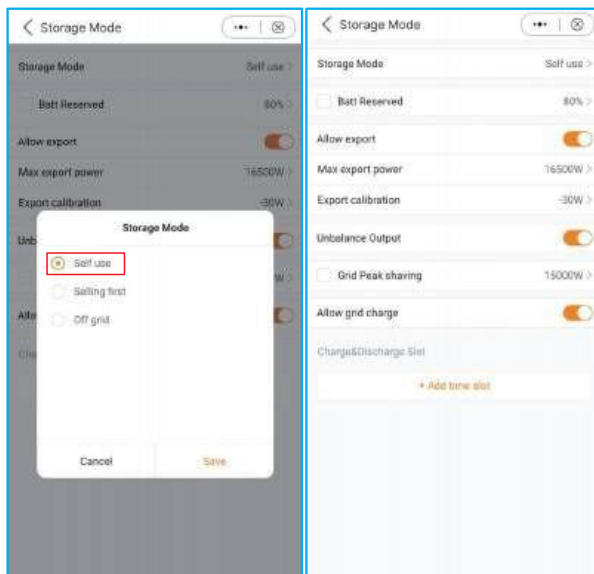 Storage Mode
Storage Mode Self use >
Batt Reserved 80% >
Allow export
Max export power 16500W >
Export calibration -30W >
Unb
W >
Storage Mode
Self use
Selling first
Off grid
Cancel Save
Storage Mode
Storage Mode Self use >
Batt Reserved 80% >
Allow export
Max export power 16500W >
Export calibration -30W >
Unbalance Output
Grid Peak shaving 15000W >
Allow grid charge
Charge&Discharge Slot
+ Add time slot